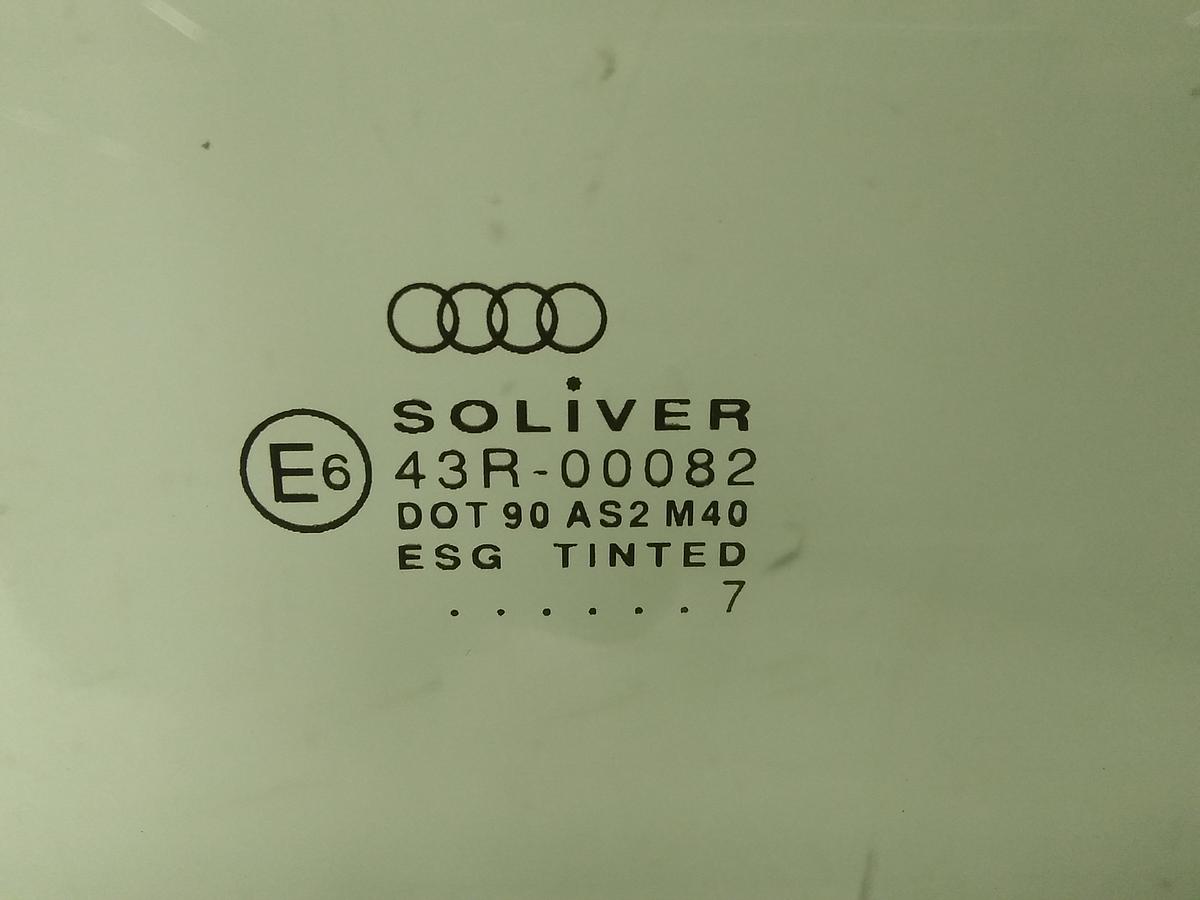 SOLiVER
E6 43R-00082
DOT 90 AS2 M40
ESG TINTED
. . . . . . 7